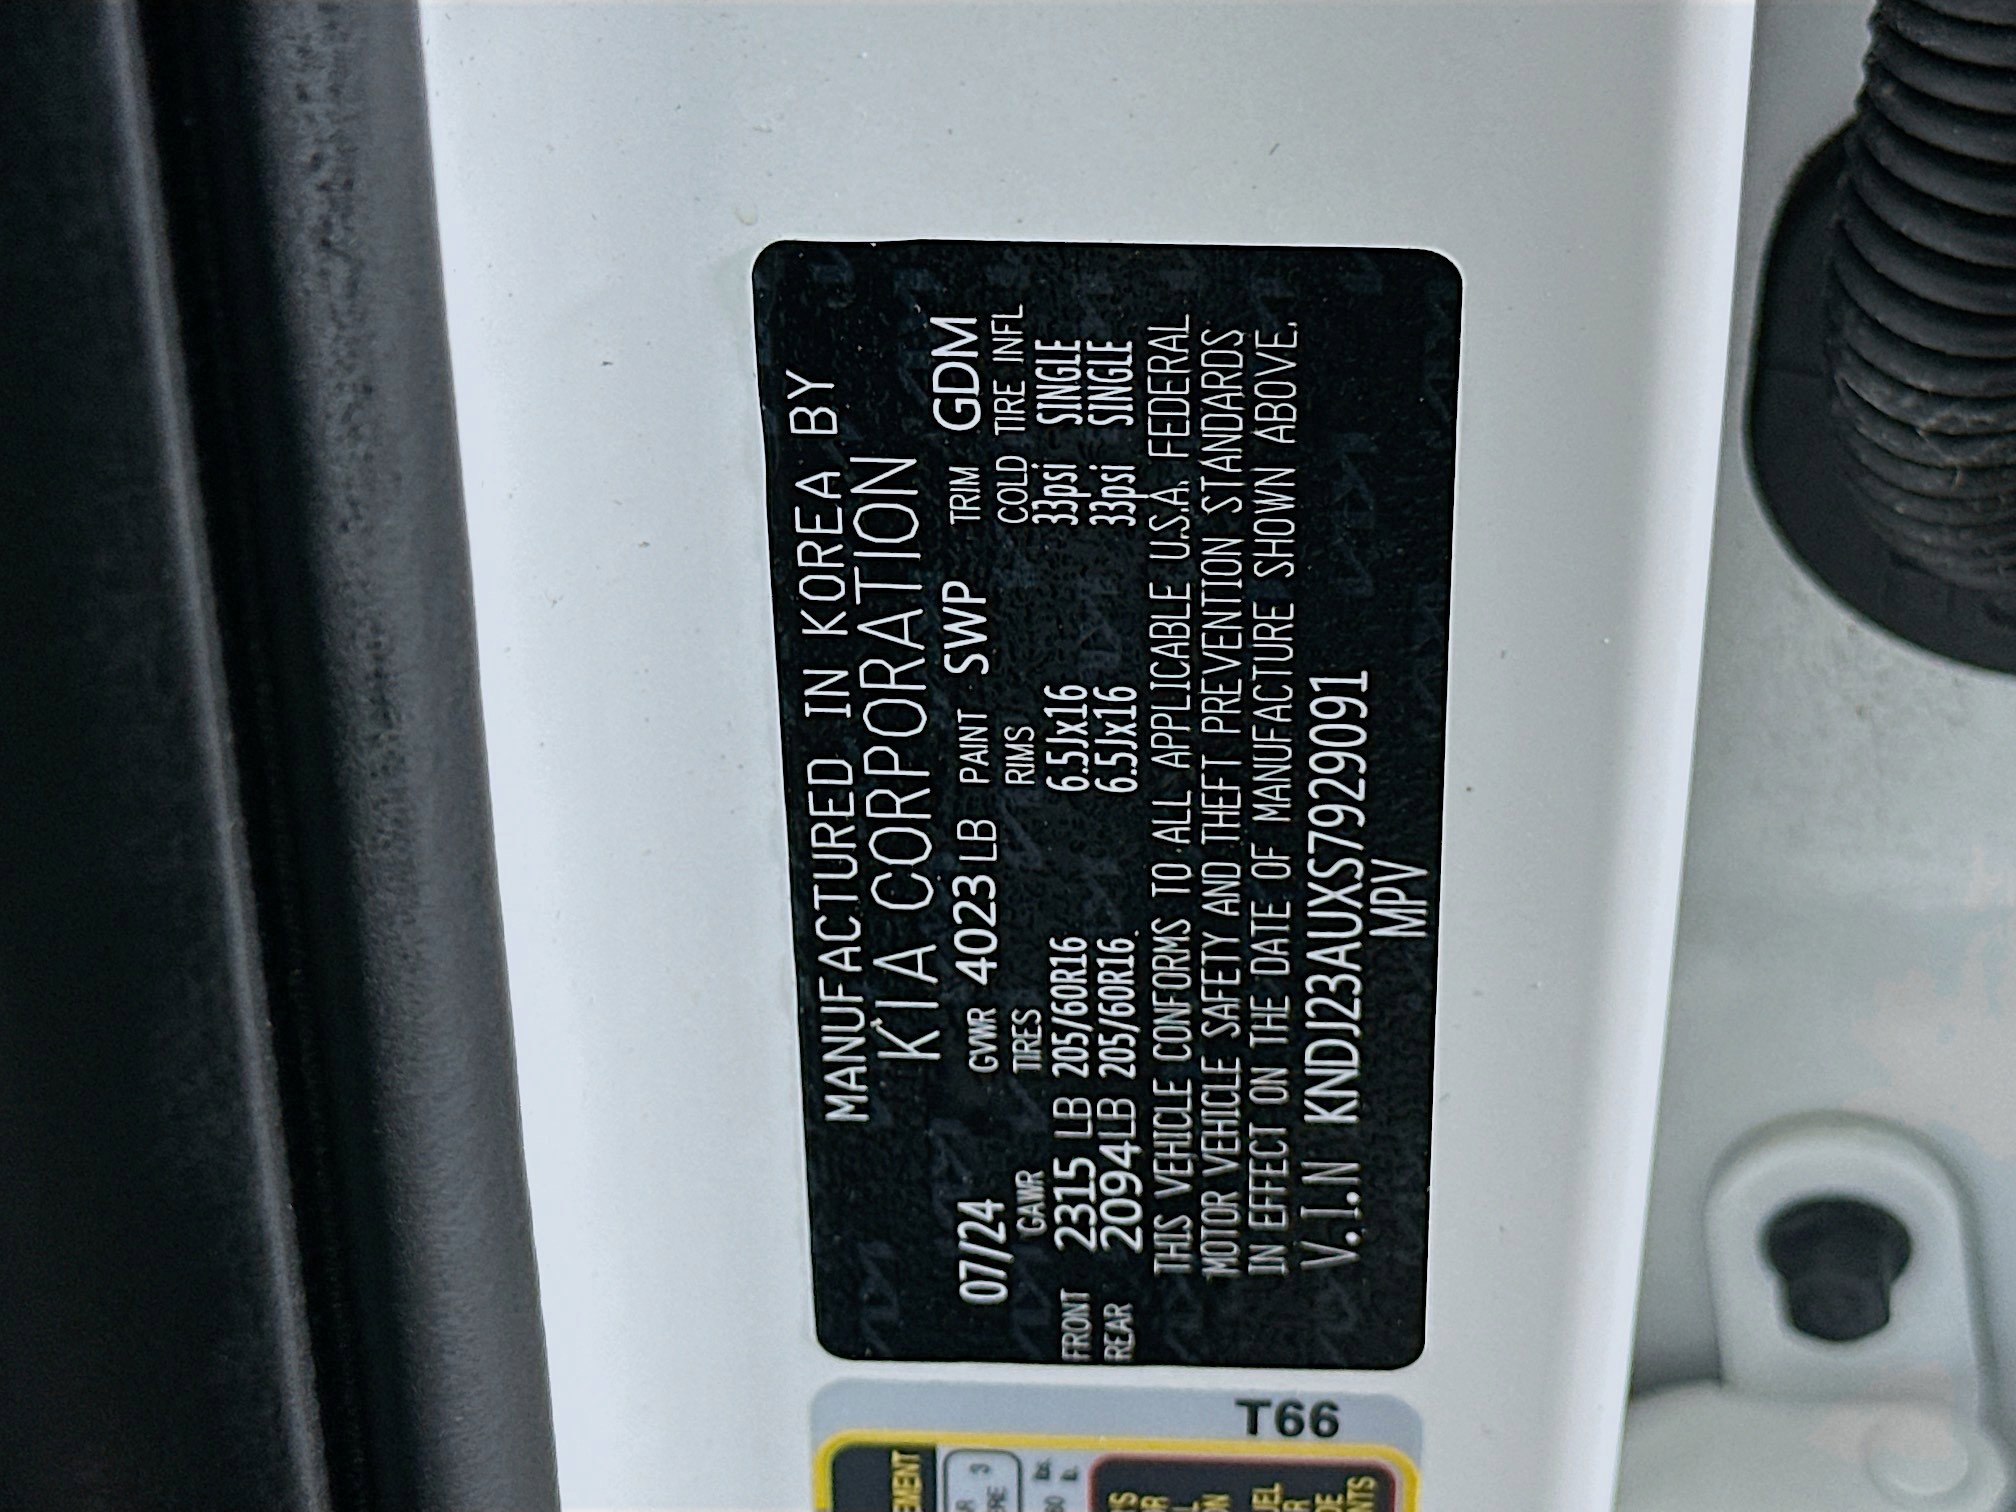 MANUFACTURED IN KOREA BY
KIA CORPORATION
07/24 GVWR 4023 LB PAINT SWP TRIM GDM
GAWR TIRES RIMS COLD TIRE INFL
FRONT 2315 LB 205/60R16 6.5Jx16 33psi SINGLE
REAR 2094LB 205/60R16 6.5Jx16 33psi SINGLE
THIS VEHICLE CONFORMS TO ALL APPLICABLE U.S.A. FEDERAL
MOTOR VEHICLE SAFETY AND THEFT PREVENTION STANDARDS
IN EFFECT ON THE DATE OF MANUFACTURE SHOWN ABOVE.
V.I.N KNDJ23AUXS7929091
MPV
T66